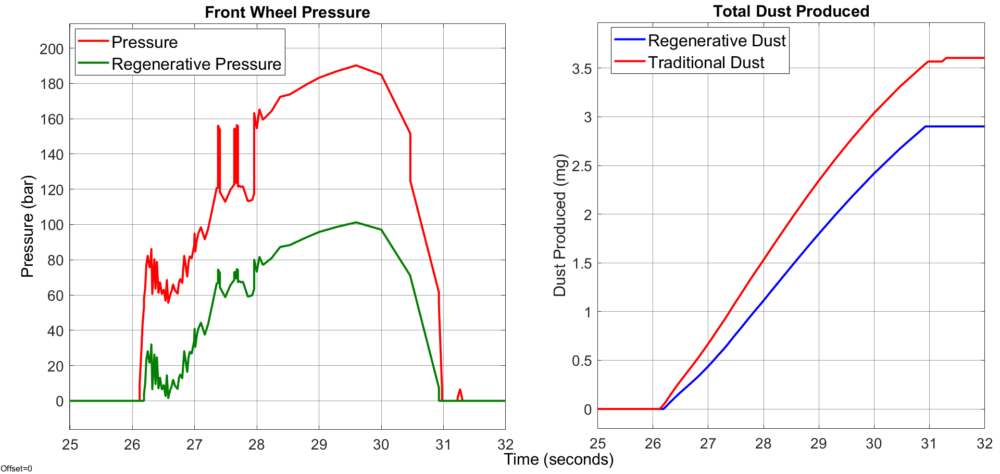 Front Wheel Pressure
Pressure
Regenerative Pressure
Pressure (bar)
200
180
160
140
120
100
80
60
40
20
0
25 26 27 28 29 30 31 32
Total Dust Produced
Regenerative Dust
Traditional Dust
Dust Produced (mg)
3.5
3
2.5
2
1.5
1
0.5
0
25 26 27 28 29 30 31 32
Time (seconds)
Offset=0